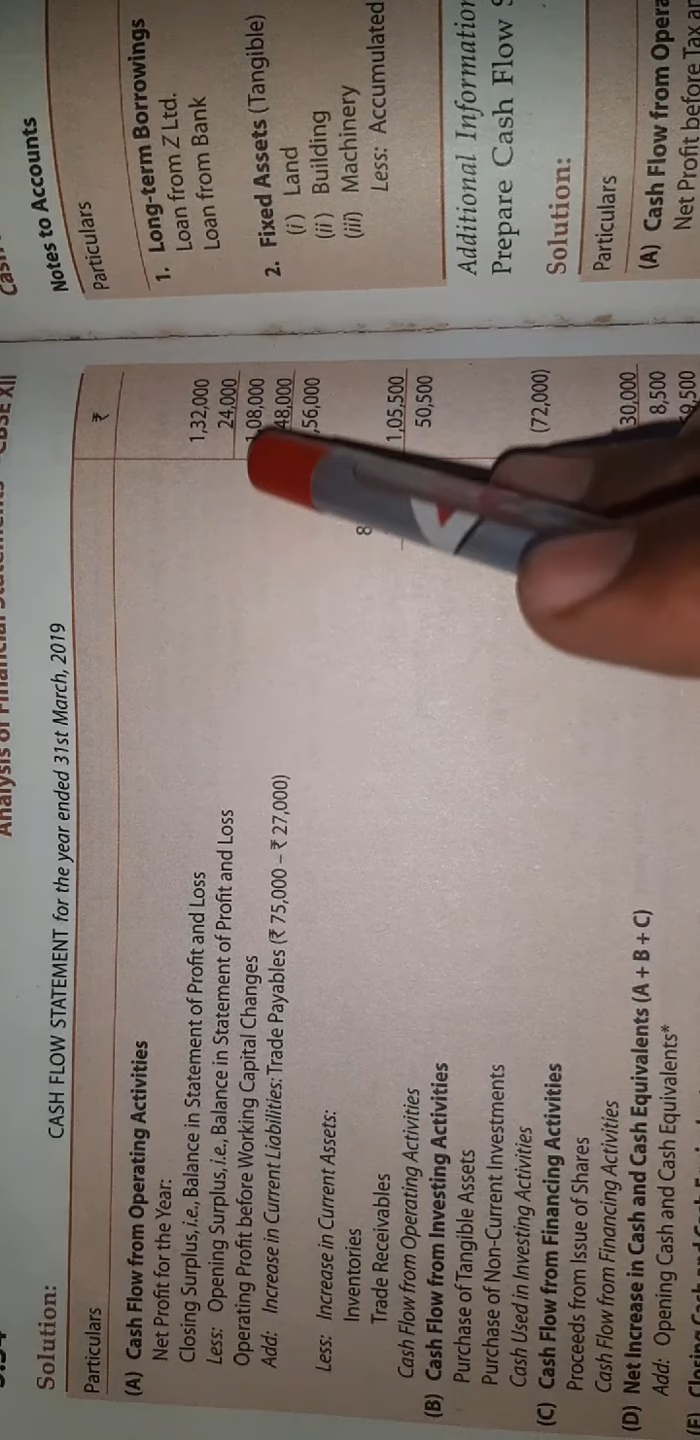 Solution:
CASH FLOW STATEMENT for the year ended 31st March, 2019
Particulars ₹
(A) Cash Flow from Operating Activities
Net Profit for the Year:
Closing Surplus, i.e., Balance in Statement of Profit and Loss 1,32,000
Less: Opening Surplus, i.e., Balance in Statement of Profit and Loss 24,000
Operating Profit before Working Capital Changes 1,08,000
Add: Increase in Current Liabilities: Trade Payables (₹ 75,000 – ₹ 27,000) 48,000
,56,000
Less: Increase in Current Assets:
Inventories 8
Trade Receivables 1,05,500
Cash Flow from Operating Activities 50,500
(B) Cash Flow from Investing Activities
Purchase of Tangible Assets
Purchase of Non-Current Investments
Cash Used in Investing Activities (72,000)
(C) Cash Flow from Financing Activities
Proceeds from Issue of Shares
Cash Flow from Financing Activities 30,000
(D) Net Increase in Cash and Cash Equivalents (A + B + C) 8,500
Add: Opening Cash and Cash Equivalents* 9,500
Notes to Accounts
Particulars
1. Long-term Borrowings
Loan from Z Ltd.
Loan from Bank
2. Fixed Assets (Tangible)
(i) Land
(ii) Building
(iii) Machinery
Less: Accumulated
Additional Information
Prepare Cash Flow S
Solution:
Particulars
(A) Cash Flow from Opera
Net Profit before Tax an